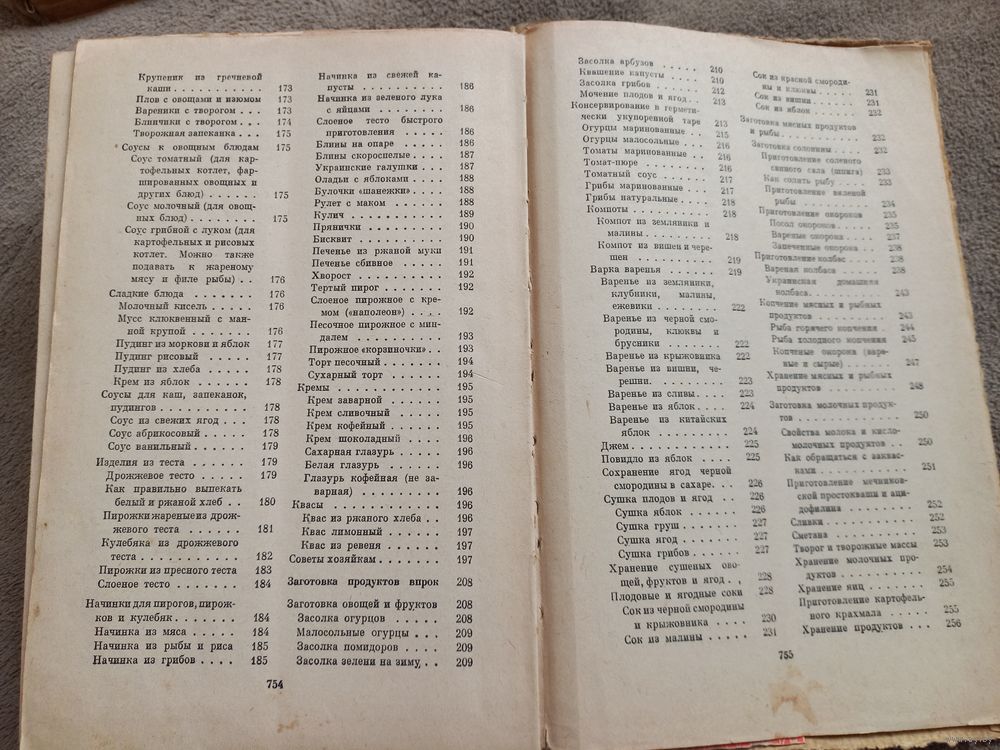 Крупеник из гречневой
каши . . . . . . . . . . . 173
Плов с овощами и изюмом 173
Вареники с творогом . . . 173
Блинчики с творогом . . . 174
Творожная запеканка . . . 175
Соусы к овощным блюдам 175
Соус томатный (для кар-
тофельных котлет, фар-
шированных овощных и
других блюд) . . . . . . . 175
Соус молочный (для овощ-
ных блюд) . . . . . . . . 175
Соус грибной с луком (для
картофельных и рисовых
котлет. Можно также
подавать к жареному
мясу и филе рыбы) . . 176
Сладкие блюда . . . . . . . 176
Молочный кисель . . . . . 176
Мусс клюквенный с ман-
ной крупой . . . . . . . . 176
Пудинг из моркови и яблок 177
Пудинг рисовый . . . . . 177
Пудинг из хлеба . . . . . 178
Крем из яблок . . . . . . 178
Соусы для каш, запеканок,
пудингов . . . . . . . . . . 178
Соус из свежих ягод . . . 178
Соус абрикосовый . . . . . 178
Соус ванильный . . . . . . 179
Изделия из теста . . . . . . 179
Дрожжевое тесто . . . . . 179
Как правильно выпекать
белый и ржаной хлеб . . 180
Пирожки жареные из дрож-
жевого теста . . . . . . . 181
Кулебяка из дрожжевого
теста . . . . . . . . . . . 182
Пирожки из пресного теста 183
Слоеное тесто . . . . . . . 184
Начинки для пирогов, пирож-
ков и кулебяк . . . . . . . . 184
Начинка из мяса . . . . . 184
Начинка из рыбы и риса 185
Начинка из грибов . . . . 185
754
Начинка из свежей ка-
пусты . . . . . . . . . . 186
Начинка из зеленого лука
с яйцами . . . . . . . . . 186
Слоеное тесто быстрого
приготовления . . . . . 186
Блины на опаре . . . . . 186
Блины скороспелые . . . . 187
Украинские галушки . . . 187
Оладьи с яблоками . . . . 188
Булочки «шанежки» . . . . 188
Рулет с маком . . . . . . 188
Кулич . . . . . . . . . . . 189
Прянички . . . . . . . . . 190
Бисквит . . . . . . . . . . 190
Печенье из ржаной муки 191
Печенье сбивное . . . . . 191
Хворост . . . . . . . . . . 192
Тертый пирог . . . . . . . 192
Слоеное пирожное с кре-
мом («наполеон») . . . . 192
Песочное пирожное с мин-
далем . . . . . . . . . . . 193
Пирожное «корзиночки» . . 193
Торт песочный . . . . . . . 194
Сухарный торт . . . . . . 194
Кремы . . . . . . . . . . . . 195
Крем заварной . . . . . . 195
Крем сливочный . . . . . 195
Крем кофейный . . . . . . 195
Крем шоколадный . . . . 196
Сахарная глазурь . . . . . 196
Белая глазурь . . . . . . 196
Глазурь кофейная (не за-
варная) . . . . . . . . . 196
Квасы . . . . . . . . . . . . 196
Квас из ржаного хлеба . . 196
Квас лимонный . . . . . . 197
Квас из ревеня . . . . . . 197
Советы хозяйкам . . . . . . . 197
Заготовка продуктов впрок 208
Заготовка овощей и фруктов 208
Засолка огурцов . . . . . 208
Малосольные огурцы . . . 209
Засолка помидоров . . . . 209
Засолка зелени на зиму . . 209
Засолка арбузов . . . . . 210
Квашение капусты . . . . 210
Засолка грибов . . . . . . 212
Мочение плодов и ягод . . 213
Консервирование в гермети-
чески укупоренной таре 213
Огурцы маринованные . . 215
Огурцы малосольные . . . 216
Томаты маринованные . . 216
Томат-пюре . . . . . . . . 216
Томатный соус . . . . . . 217
Грибы маринованные . . . 217
Грибы натуральные . . . . 218
Компоты . . . . . . . . . . 218
Компот из земляники и
малины . . . . . . . . . . 218
Компот из вишен и чере-
шен . . . . . . . . . . . 219
Варка варенья . . . . . . 219
Варенье из земляники,
клубники, малины,
ежевики . . . . . . . . . 222
Варенье из черной смо-
родины, клюквы и
брусники . . . . . . . . 222
Варенье из крыжовника 222
Варенье из вишни, че-
решни. . . . . . . . . . 223
Варенье из сливы . . . . 223
Варенье из яблок . . . . 224
Варенье из китайских
яблок . . . . . . . . . . 224
Джем . . . . . . . . . . . . 225
Повидло из яблок . . . . 225
Сохранение ягод черной
смородины в сахаре. . . 226
Сушка плодов и ягод . . 226
Сушка яблок . . . . . . 226
Сушка груш . . . . . . . 227
Сушка ягод . . . . . . . 227
Сушка грибов . . . . . . 227
Хранение сушеных ово-
щей, фруктов и ягод . . 228
Плодовые и ягодные соки 228
Сок из черной смородины
и крыжовника . . . . 230
Сок из малины . . . . . 231
755
Сок из красной смороди-
ны и клюквы . . . . . 231
Сок из вишни . . . . . 231
Сок из яблок . . . . . . 232
Заготовка мясных продуктов
и рыбы . . . . . . . . . . 232
Заготовка солонины . . . . 232
Приготовление соленого
свиного сала (шпига) . . 233
Как солить рыбу . . . . 233
Приготовление вяленой
рыбы . . . . . . . . . 234
Приготовление окороков 235
Посол окороков . . . . . 235
Вареные окорока . . . . 237
Запеченные окорока . . 238
Приготовление колбас . . . 238
Вареная колбаса . . . . 238
Украинская домашняя
колбаса . . . . . . . . . 243
Копчение мясных и рыбных
продуктов . . . . . . . . 243
Рыба горячего копчения . 244
Рыба холодного копчения 245
Копченые окорока (варе-
ные и сырые) . . . . . 247
Хранение мясных и рыбных
продуктов . . . . . . . . 248
Заготовка молочных продук-
тов . . . . . . . . . . . . 250
Свойства молока и кисло-
молочных продуктов . . 250
Как обращаться с заквас-
ками . . . . . . . . . . 251
Приготовление мечников-
ской простокваши и аци-
дофилина . . . . . . . . 252
Сливки . . . . . . . . . . 252
Сметана . . . . . . . . . 253
Творог и творожные массы 253
Хранение молочных про-
дуктов . . . . . . . . . . 254
Хранение яиц . . . . . . . 255
Приготовление картофель-
ного крахмала . . . . . 255
Хранение продуктов . . . 256